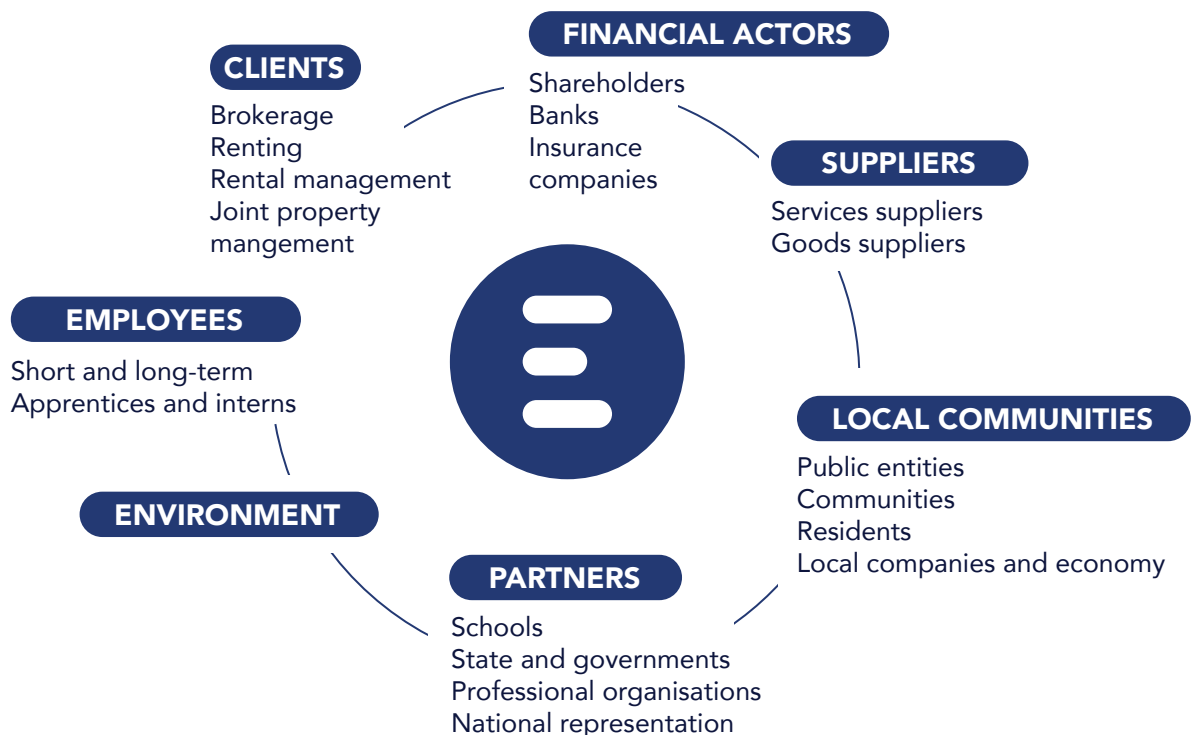 FINANCIAL ACTORS
Shareholders
Banks
Insurance
companies
CLIENTS
Brokerage
Renting
Rental management
Joint property
mangement
SUPPLIERS
Services suppliers
Goods suppliers
EMPLOYEES
Short and long-term
Apprentices and interns
LOCAL COMMUNITIES
Public entities
Communities
Residents
Local companies and economy
ENVIRONMENT
PARTNERS
Schools
State and governments
Professional organisations
National representation